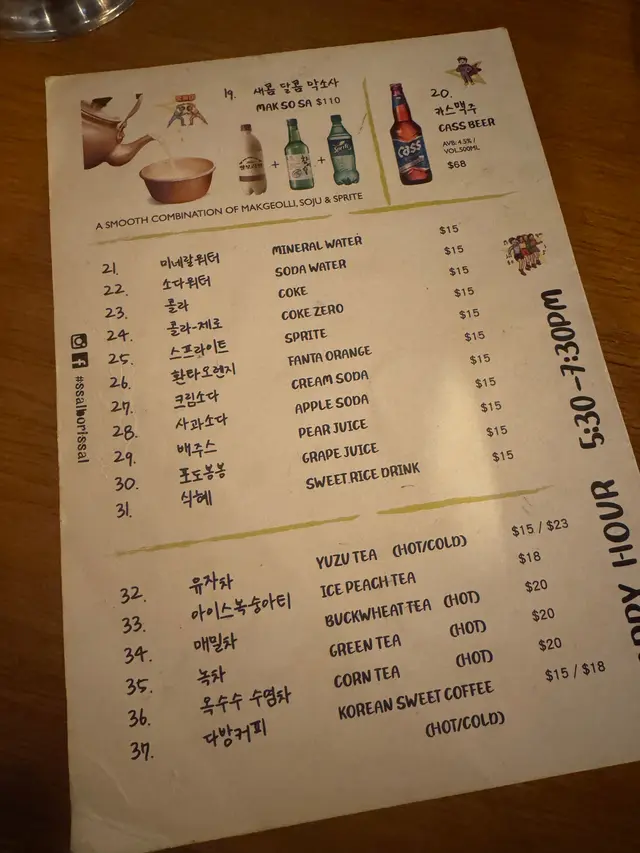 19. 새콤 달콤 막소사
MAK SO SA $110
A SMOOTH COMBINATION OF MAKGEOLLI, SOJU & SPRITE
20.
카스맥주
CASS BEER
AVB: 4.5% /
VOL.500ML
$68
Cass
Sprite
21. 미네랄 워터 MINERAL WATER $15
22. 소다 워터 SODA WATER $15
23. 콜라 COKE $15
24. 콜라-제로 COKE ZERO $15
25. 스프라이트 SPRITE $15
26. 환타오렌지 FANTA ORANGE $15
27. 크림소다 CREAM SODA $15
28. 사과소다 APPLE SODA $15
29. 배주스 PEAR JUICE $15
30. 포도봉봉 GRAPE JUICE $15
31. 식혜 SWEET RICE DRINK $15
32. 유자차 YUZU TEA (HOT/COLD) $15 / $23
33. 아이스복숭아티 ICE PEACH TEA $18
34. 매밀차 BUCKWHEAT TEA (HOT) $20
35. 녹차 GREEN TEA (HOT) $20
36. 옥수수 수염차 CORN TEA (HOT) $20
37. 다방커피 KOREAN SWEET COFFEE $15 / $18
(HOT/COLD)
#ssalborissal
HOUR 5:30-7:30PM